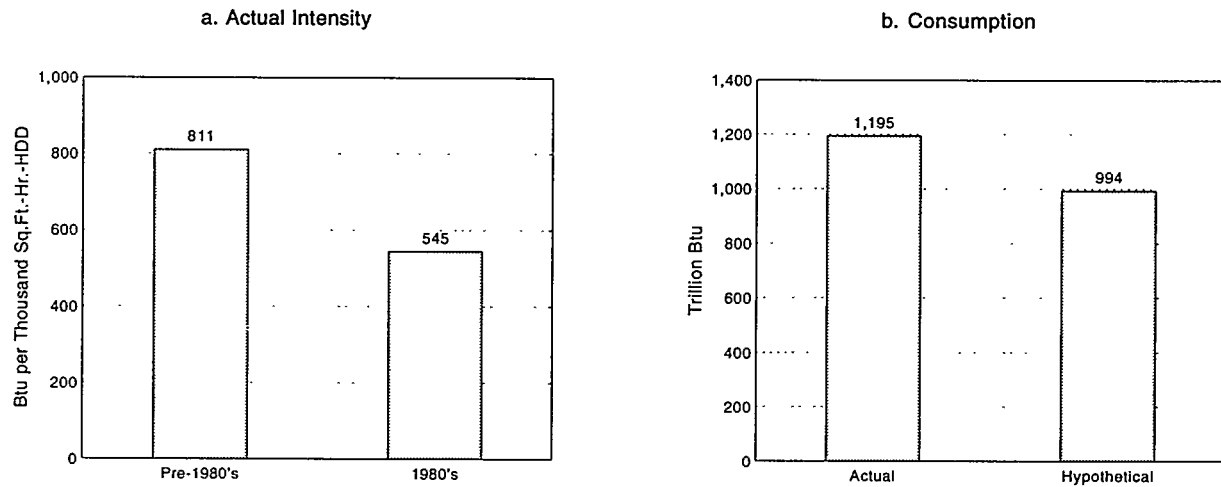 a. Actual Intensity
Btu per Thousand Sq.Ft.-Hr.-HDD
1,000
800
600
400
200
0
811
545
Pre-1980's
1980's
b. Consumption
Trillion Btu
1,400
1,200
1,000
800
600
400
200
0
1,195
994
Actual
Hypothetical